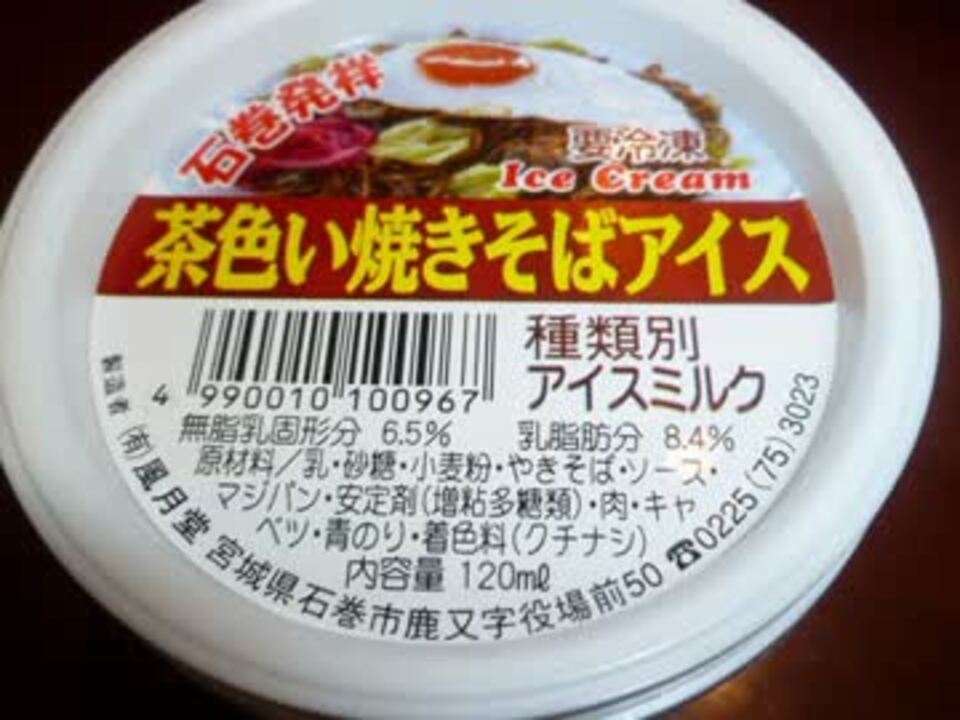 石巻発祥
要冷凍
Ice Cream
茶色い焼きそばアイス
種類別
アイスミルク
4 990010 100967
無脂乳固形分 6.5% 乳脂肪分 8.4%
原材料/乳・砂糖・小麦粉・やきそば・ソース・
マジパン・安定剤(増粘多糖類)・肉・キャ
ベツ・青のり・着色料(クチナシ)
内容量 120mℓ
製造者 (有)風月堂 宮城県石巻市鹿又字役場前50 ☎0225(75)3023